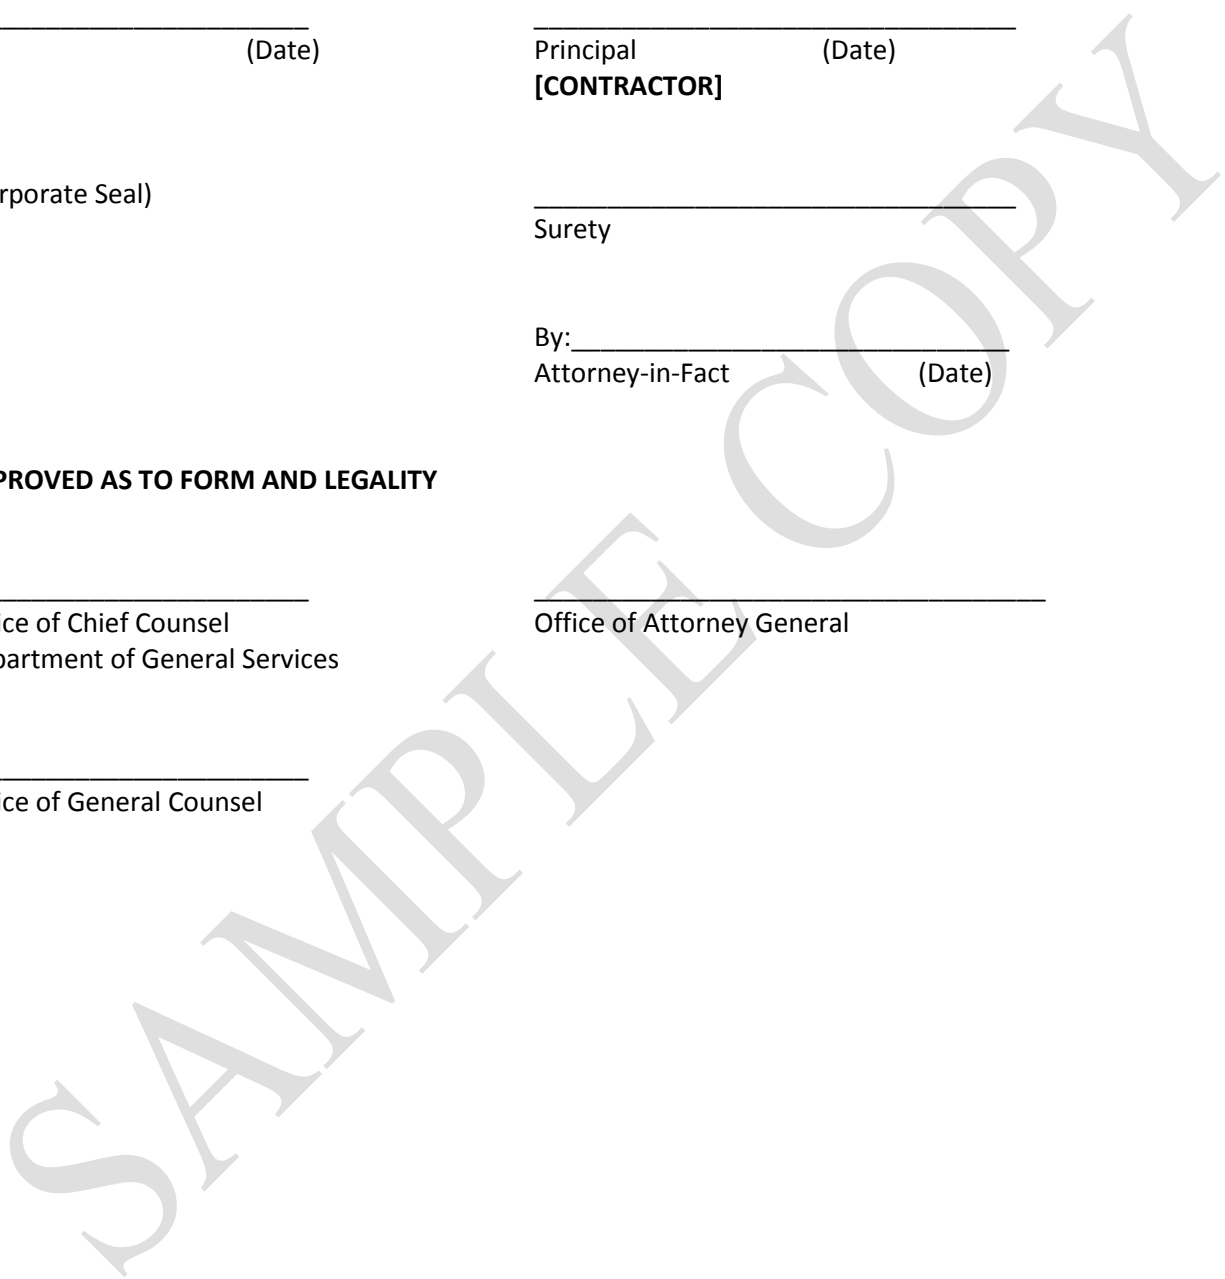 (Date)
Principal (Date)
[CONTRACTOR]
rporate Seal)
Surety
By:______________________________
Attorney-in-Fact (Date)
PROVED AS TO FORM AND LEGALITY
ice of Chief Counsel
partment of General Services
Office of Attorney General
ice of General Counsel
SAMPLE COPY